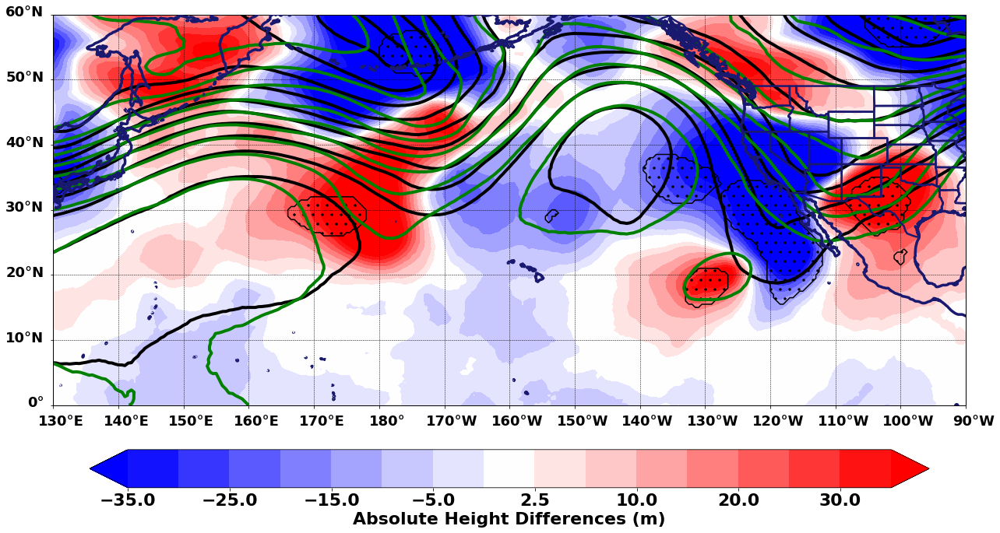 60°N
50°N
40°N
30°N
20°N
10°N
0°
130°E 140°E 150°E 160°E 170°E 180° 170°W 160°W 150°W 140°W 130°W 120°W 110°W 100°W 90°W
−35.0 −25.0 −15.0 −5.0 2.5 10.0 20.0 30.0
Absolute Height Differences (m)